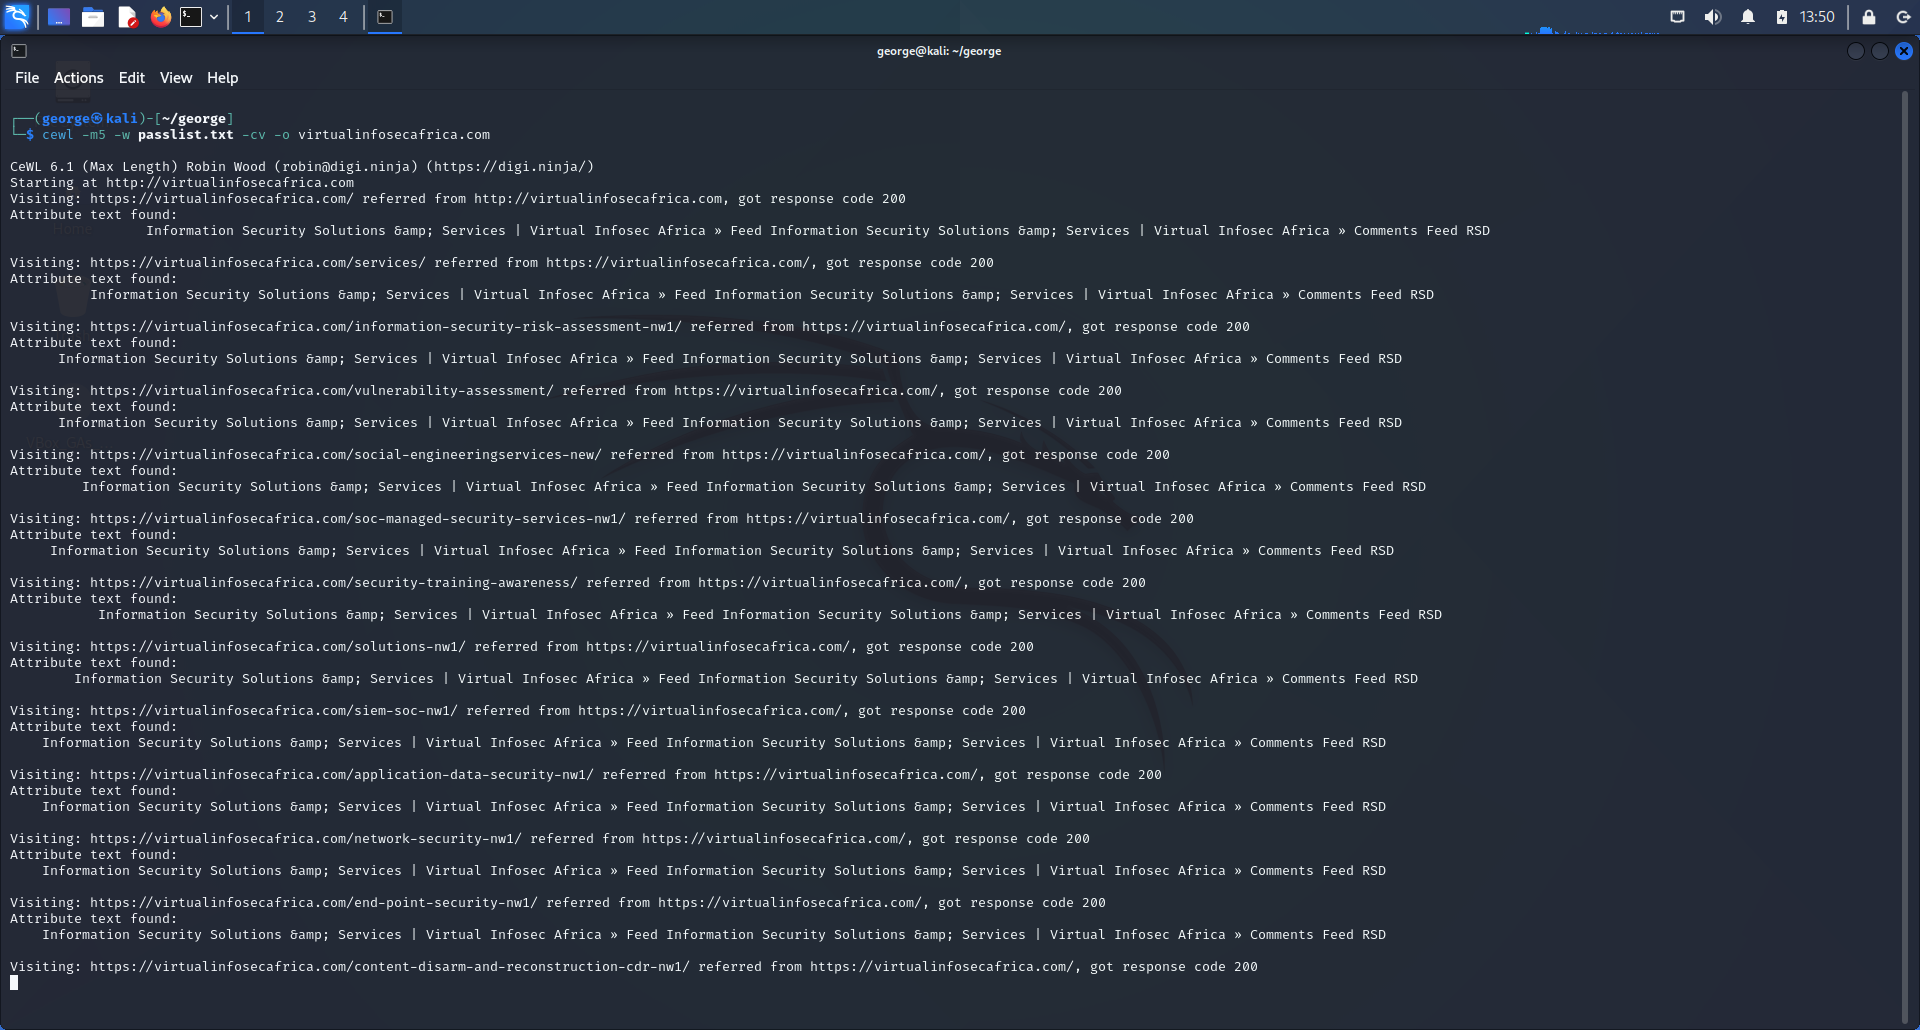 1 2 3 4
13:50
george@kali: ~/george
File Actions Edit View Help
Home
┌──(george㉿kali)-[~/george]
└─$ cewl -m5 -w passlist.txt -cv -o virtualinfosecafrica.com
CeWL 6.1 (Max Length) Robin Wood (robin@digi.ninja) (https://digi.ninja/)
Starting at http://virtualinfosecafrica.com
Visiting: https://virtualinfosecafrica.com/ referred from http://virtualinfosecafrica.com, got response code 200
Attribute text found:
Information Security Solutions &amp; Services | Virtual Infosec Africa » Feed Information Security Solutions &amp; Services | Virtual Infosec Africa » Comments Feed RSD
Visiting: https://virtualinfosecafrica.com/services/ referred from https://virtualinfosecafrica.com/, got response code 200
Attribute text found:
Information Security Solutions &amp; Services | Virtual Infosec Africa » Feed Information Security Solutions &amp; Services | Virtual Infosec Africa » Comments Feed RSD
Visiting: https://virtualinfosecafrica.com/information-security-risk-assessment-nw1/ referred from https://virtualinfosecafrica.com/, got response code 200
Attribute text found:
Information Security Solutions &amp; Services | Virtual Infosec Africa » Feed Information Security Solutions &amp; Services | Virtual Infosec Africa » Comments Feed RSD
Visiting: https://virtualinfosecafrica.com/vulnerability-assessment/ referred from https://virtualinfosecafrica.com/, got response code 200
Attribute text found:
Information Security Solutions &amp; Services | Virtual Infosec Africa » Feed Information Security Solutions &amp; Services | Virtual Infosec Africa » Comments Feed RSD
Visiting: https://virtualinfosecafrica.com/social-engineeringservices-new/ referred from https://virtualinfosecafrica.com/, got response code 200
Attribute text found:
Information Security Solutions &amp; Services | Virtual Infosec Africa » Feed Information Security Solutions &amp; Services | Virtual Infosec Africa » Comments Feed RSD
Visiting: https://virtualinfosecafrica.com/soc-managed-security-services-nw1/ referred from https://virtualinfosecafrica.com/, got response code 200
Attribute text found:
Information Security Solutions &amp; Services | Virtual Infosec Africa » Feed Information Security Solutions &amp; Services | Virtual Infosec Africa » Comments Feed RSD
Visiting: https://virtualinfosecafrica.com/security-training-awareness/ referred from https://virtualinfosecafrica.com/, got response code 200
Attribute text found:
Information Security Solutions &amp; Services | Virtual Infosec Africa » Feed Information Security Solutions &amp; Services | Virtual Infosec Africa » Comments Feed RSD
Visiting: https://virtualinfosecafrica.com/solutions-nw1/ referred from https://virtualinfosecafrica.com/, got response code 200
Attribute text found:
Information Security Solutions &amp; Services | Virtual Infosec Africa » Feed Information Security Solutions &amp; Services | Virtual Infosec Africa » Comments Feed RSD
Visiting: https://virtualinfosecafrica.com/siem-soc-nw1/ referred from https://virtualinfosecafrica.com/, got response code 200
Attribute text found:
Information Security Solutions &amp; Services | Virtual Infosec Africa » Feed Information Security Solutions &amp; Services | Virtual Infosec Africa » Comments Feed RSD
Visiting: https://virtualinfosecafrica.com/application-data-security-nw1/ referred from https://virtualinfosecafrica.com/, got response code 200
Attribute text found:
Information Security Solutions &amp; Services | Virtual Infosec Africa » Feed Information Security Solutions &amp; Services | Virtual Infosec Africa » Comments Feed RSD
Visiting: https://virtualinfosecafrica.com/network-security-nw1/ referred from https://virtualinfosecafrica.com/, got response code 200
Attribute text found:
Information Security Solutions &amp; Services | Virtual Infosec Africa » Feed Information Security Solutions &amp; Services | Virtual Infosec Africa » Comments Feed RSD
Visiting: https://virtualinfosecafrica.com/end-point-security-nw1/ referred from https://virtualinfosecafrica.com/, got response code 200
Attribute text found:
Information Security Solutions &amp; Services | Virtual Infosec Africa » Feed Information Security Solutions &amp; Services | Virtual Infosec Africa » Comments Feed RSD
Visiting: https://virtualinfosecafrica.com/content-disarm-and-reconstruction-cdr-nw1/ referred from https://virtualinfosecafrica.com/, got response code 200